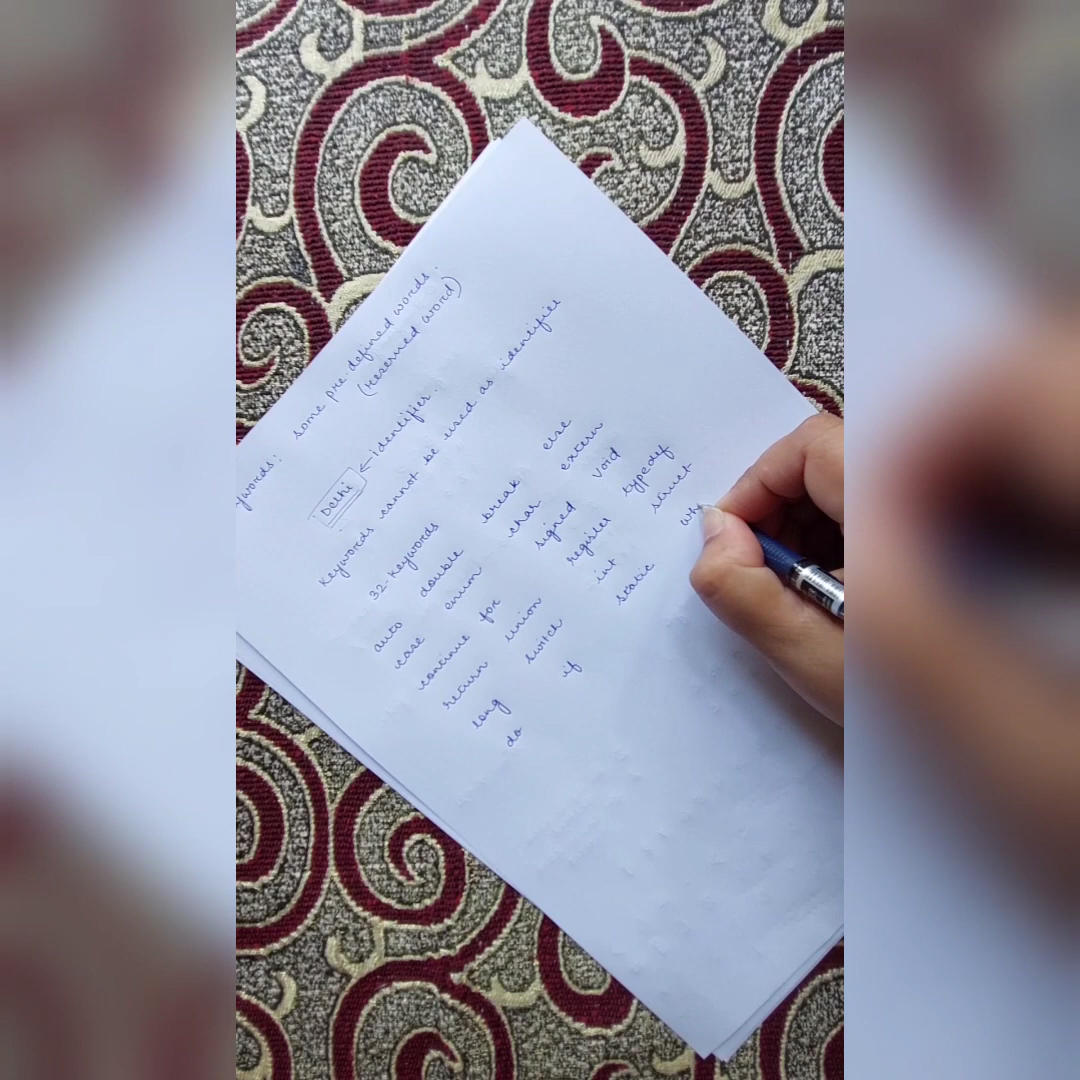 ywords: some pre defined words.
(reserved word)
Delhi ← identifier.
Keywords cannot be used as identifier
32-Keywords
auto double break else
case enum char extern
continue for signed void
return union register typedef
long switch int struct
do if static wh